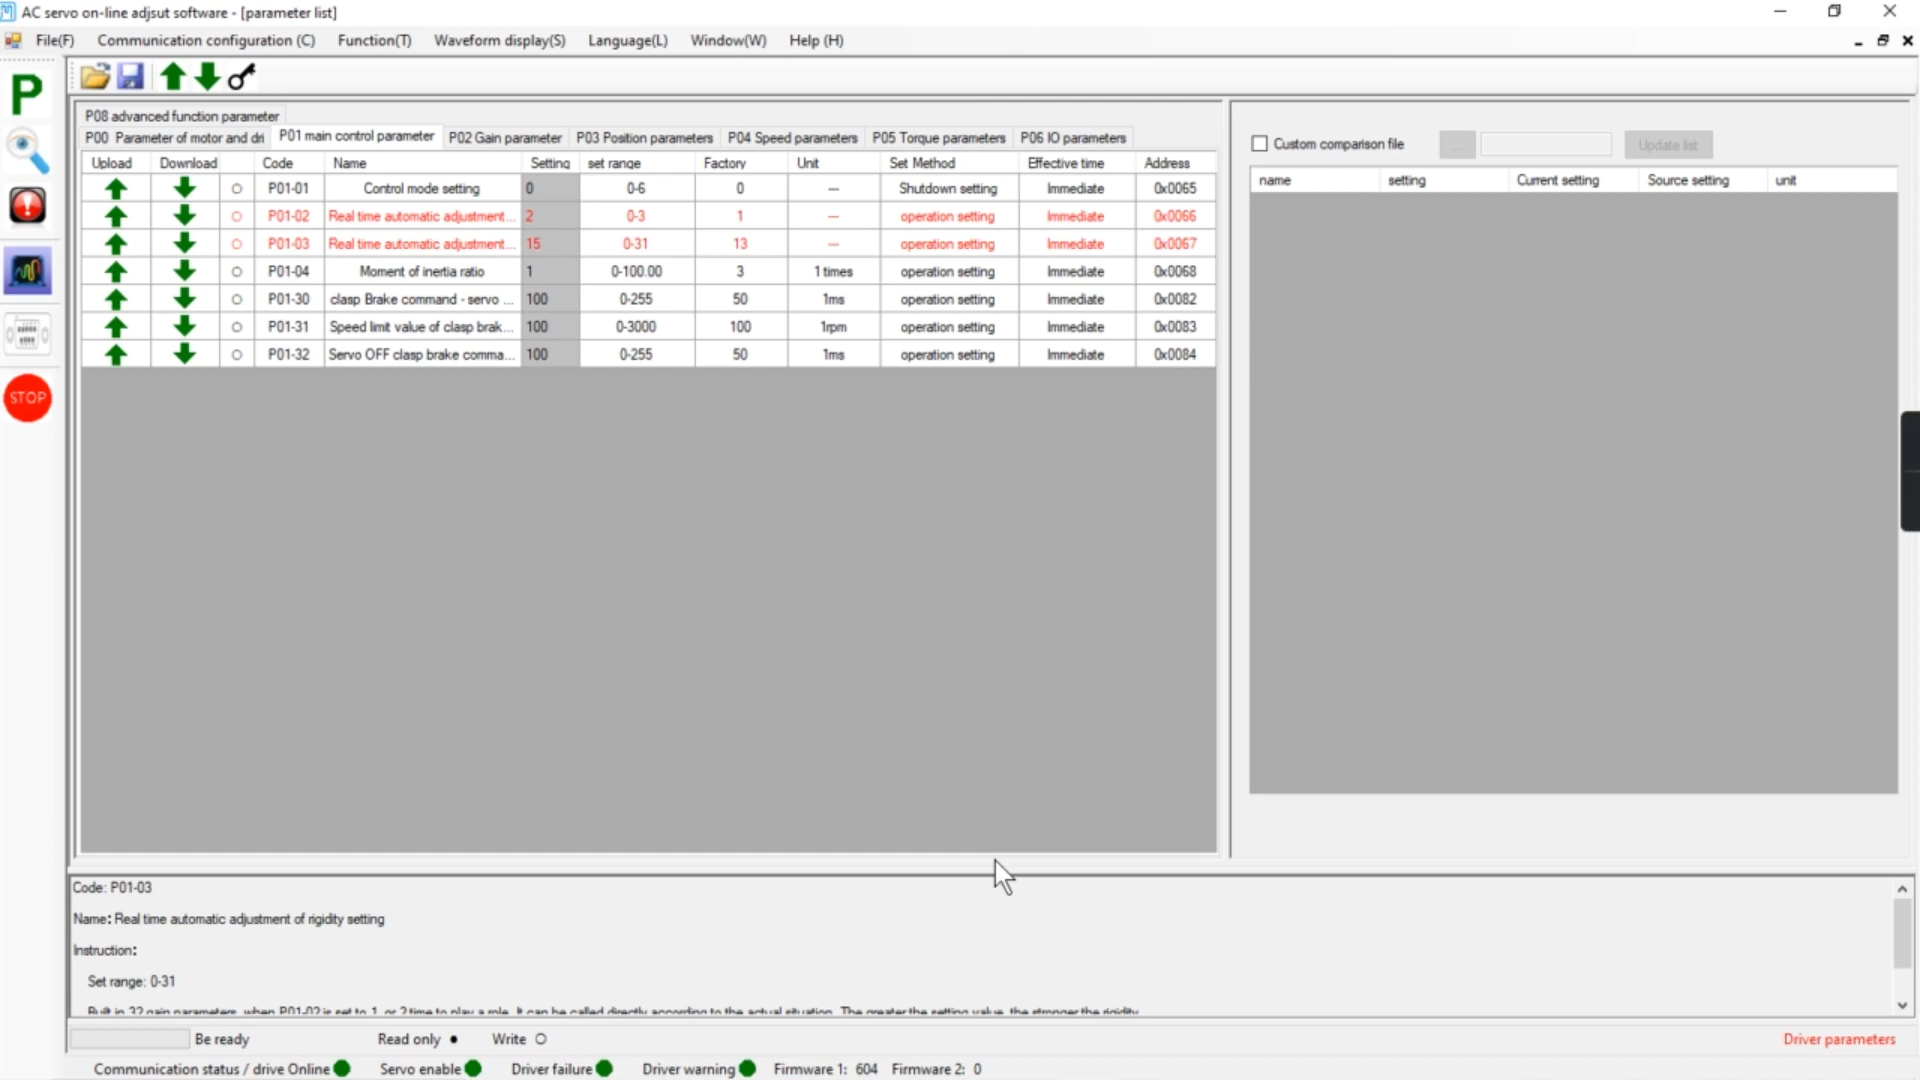 AC servo on-line adjsut software - [parameter list]
File(F) Communication configuration (C) Function(T) Waveform display(S) Language(L) Window(W) Help (H)
P
STOP
P08 advanced function parameter
P00 Parameter of motor and dri P01 main control parameter P02 Gain parameter P03 Position parameters P04 Speed parameters P05 Torque parameters P06 IO parameters
Upload Download Code Name Setting set range Factory Unit Set Method Effective time Address
P01-01 Control mode setting 0 0-6 0 --- Shutdown setting Immediate 0x0065
P01-02 Real time automatic adjustment... 2 0-3 1 --- operation setting Immediate 0x0066
P01-03 Real time automatic adjustment... 15 0-31 13 --- operation setting Immediate 0x0067
P01-04 Moment of inertia ratio 1 0-100.00 3 1times operation setting Immediate 0x0068
P01-30 clasp Brake command - servo ... 100 0-255 50 1ms operation setting Immediate 0x0082
P01-31 Speed limit value of clasp brak... 100 0-3000 100 1rpm operation setting Immediate 0x0083
P01-32 Servo OFF clasp brake comma... 100 0-255 50 1ms operation setting Immediate 0x0084
Custom comparison file ... Update list
name setting Current setting Source setting unit
Code: P01-03
Name: Real time automatic adjustment of rigidity setting
Instruction:
Set range: 0-31
Built in 32 gain parameters, when P01-02 is set to 1, or 2 time to play a role. It can be called directly according to the actual situation. The greater the setting value, the stronger the rigidity
Be ready Read only Write Driver parameters
Communication status / drive Online Servo enable Driver failure Driver warning Firmware 1: 604 Firmware 2: 0